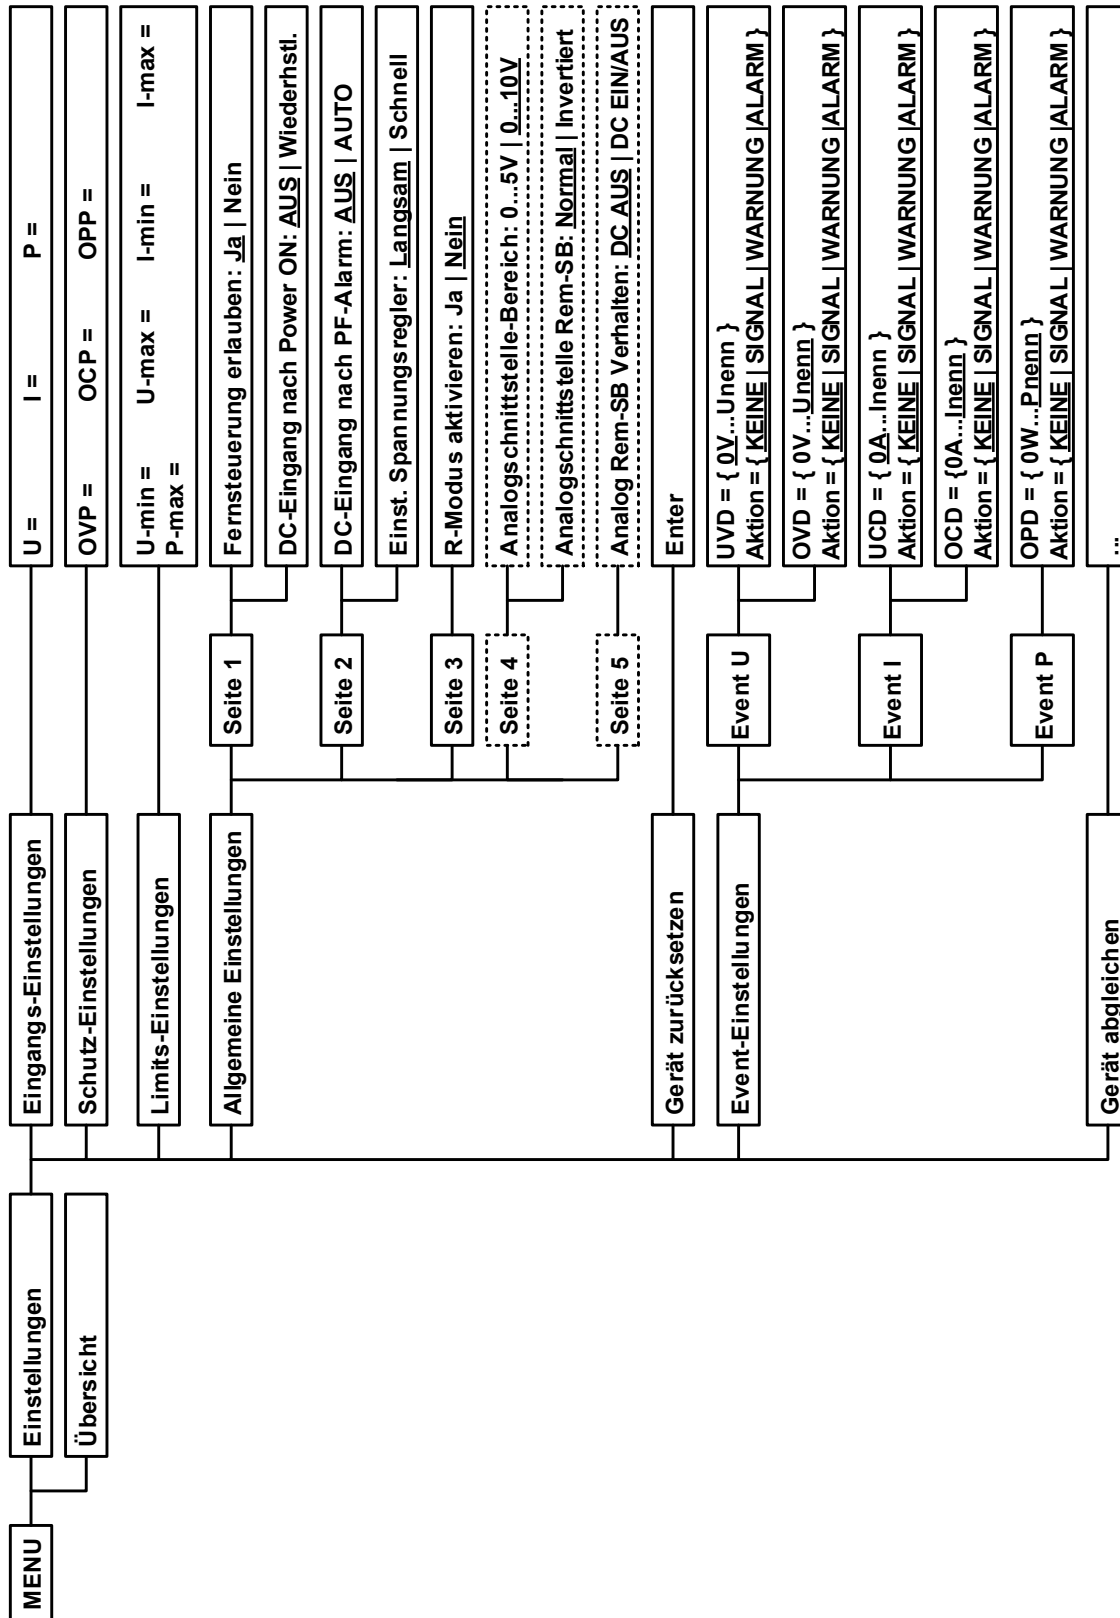 MENU
Einstellungen
Übersicht
Eingangs-Einstellungen
U = I = P =
Schutz-Einstellungen
OVP = OCP = OPP =
Limits-Einstellungen
U-min = U-max = I-min = I-max =
P-max =
Allgemeine Einstellungen
Seite 1
Fernsteuerung erlauben: Ja | Nein
DC-Eingang nach Power ON: AUS | Wiederhstl.
Seite 2
DC-Eingang nach PF-Alarm: AUS | AUTO
Einst. Spannungsregler: Langsam | Schnell
Seite 3
R-Modus aktivieren: Ja | Nein
Seite 4
Analogschnittstelle-Bereich: 0...5V | 0...10V
Analogschnittstelle Rem-SB: Normal | Invertiert
Seite 5
Analog Rem-SB Verhalten: DC AUS | DC EIN/AUS
Gerät zurücksetzen
Enter
Event-Einstellungen
Event U
UVD = { 0V...Unenn }
Aktion = { KEINE | SIGNAL | WARNUNG |ALARM }
OVD = { 0V...Unenn }
Aktion = { KEINE | SIGNAL | WARNUNG |ALARM }
Event I
UCD = { 0A...Inenn }
Aktion = { KEINE | SIGNAL | WARNUNG |ALARM }
OCD = {0A...Inenn }
Aktion = { KEINE | SIGNAL | WARNUNG |ALARM }
Event P
OPD = { 0W...Pnenn }
Aktion = { KEINE | SIGNAL | WARNUNG |ALARM }
Gerät abgleichen
...